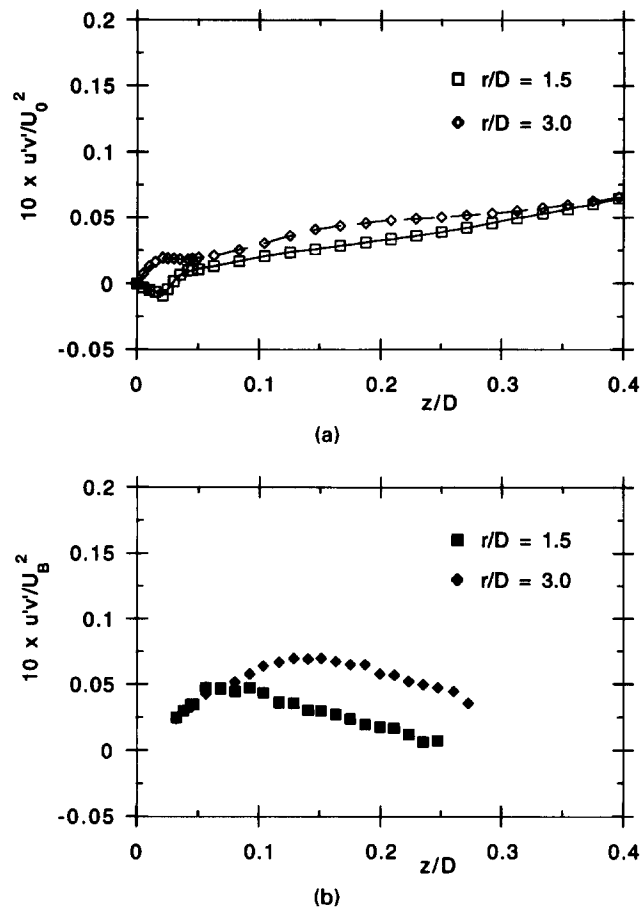 0.2
0.15
0.1
0.05
0
-0.05
10 x u'v'/U₀²
r/D = 1.5
r/D = 3.0
0 0.1 0.2 0.3 0.4
z/D
(a)
0.2
0.15
0.1
0.05
0
-0.05
10 x u'v'/U_B²
r/D = 1.5
r/D = 3.0
0 0.1 0.2 0.3 0.4
z/D
(b)